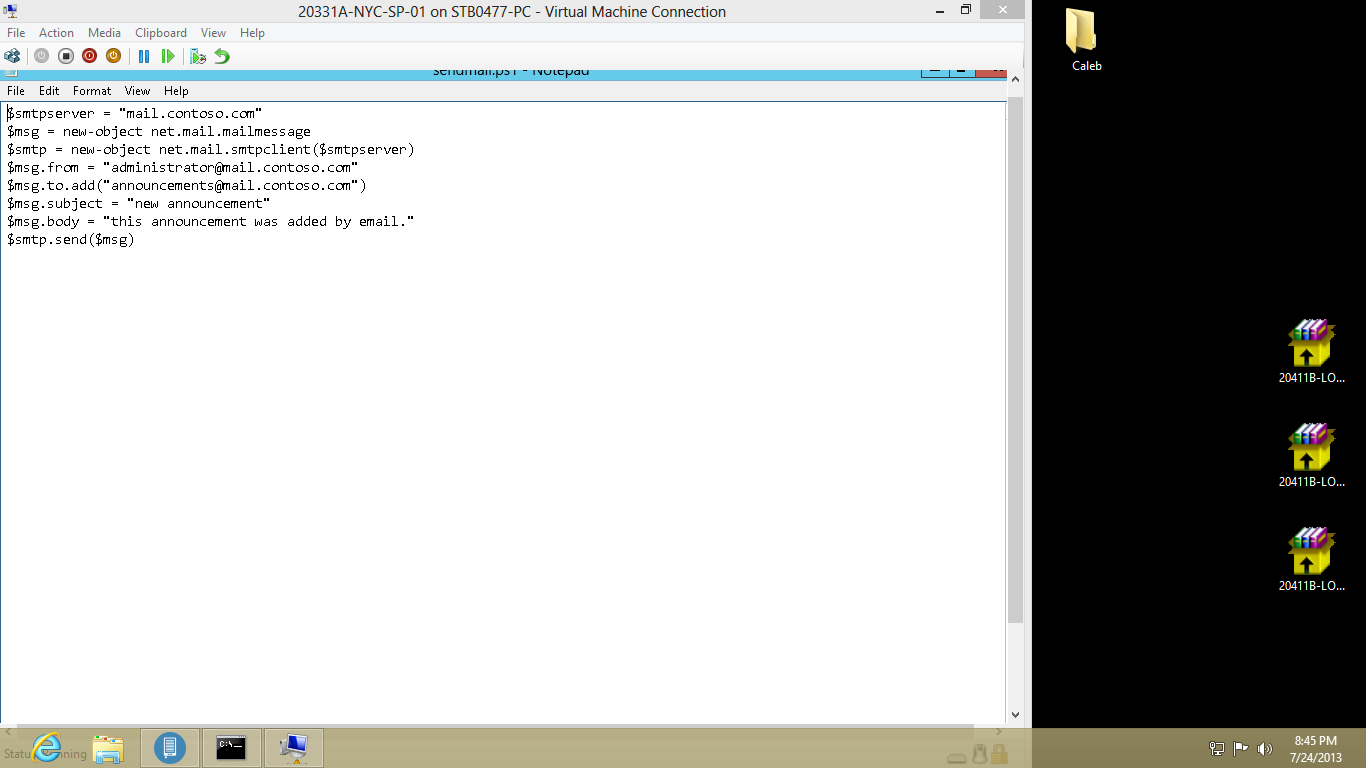 20331A-NYC-SP-01 on STB0477-PC - Virtual Machine Connection
File Action Media Clipboard View Help
sendmail.ps1 - Notepad
File Edit Format View Help
$smtpserver = "mail.contoso.com"
$msg = new-object net.mail.mailmessage
$smtp = new-object net.mail.smtpclient($smtpserver)
$msg.from = "administrator@mail.contoso.com"
$msg.to.add("announcements@mail.contoso.com")
$msg.subject = "new announcement"
$msg.body = "this announcement was added by email."
$smtp.send($msg)
Caleb
20411B-LO...
20411B-LO...
20411B-LO...
C:\
8:45 PM
7/24/2013